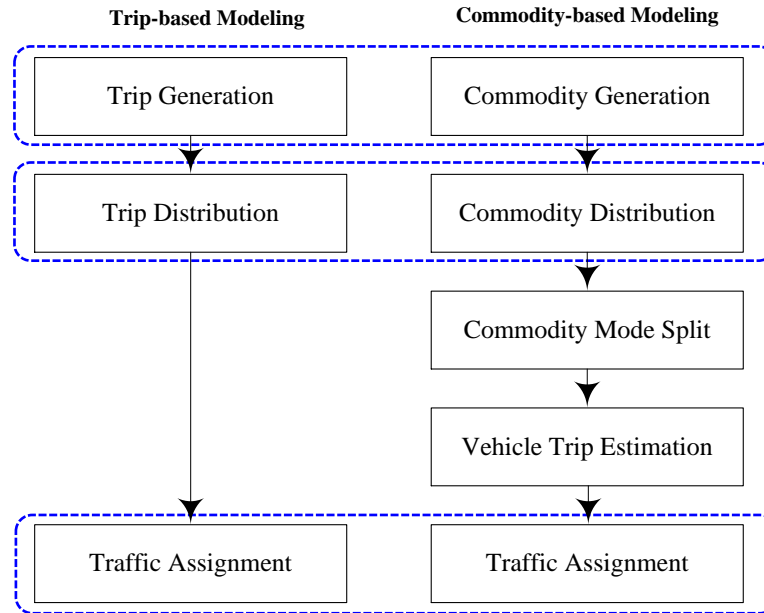 Trip-based Modeling
Commodity-based Modeling
Trip Generation
Commodity Generation
Trip Distribution
Commodity Distribution
Commodity Mode Split
Vehicle Trip Estimation
Traffic Assignment
Traffic Assignment